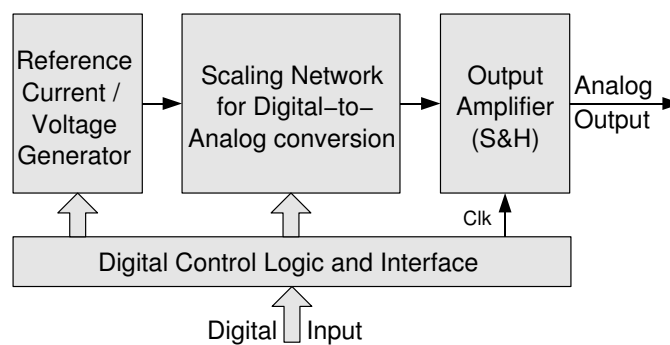 Reference
Current /
Voltage
Generator
Scaling Network
for Digital–to–
Analog conversion
Output
Amplifier
(S&H)
Analog
Output
Clk
Digital Control Logic and Interface
Digital Input